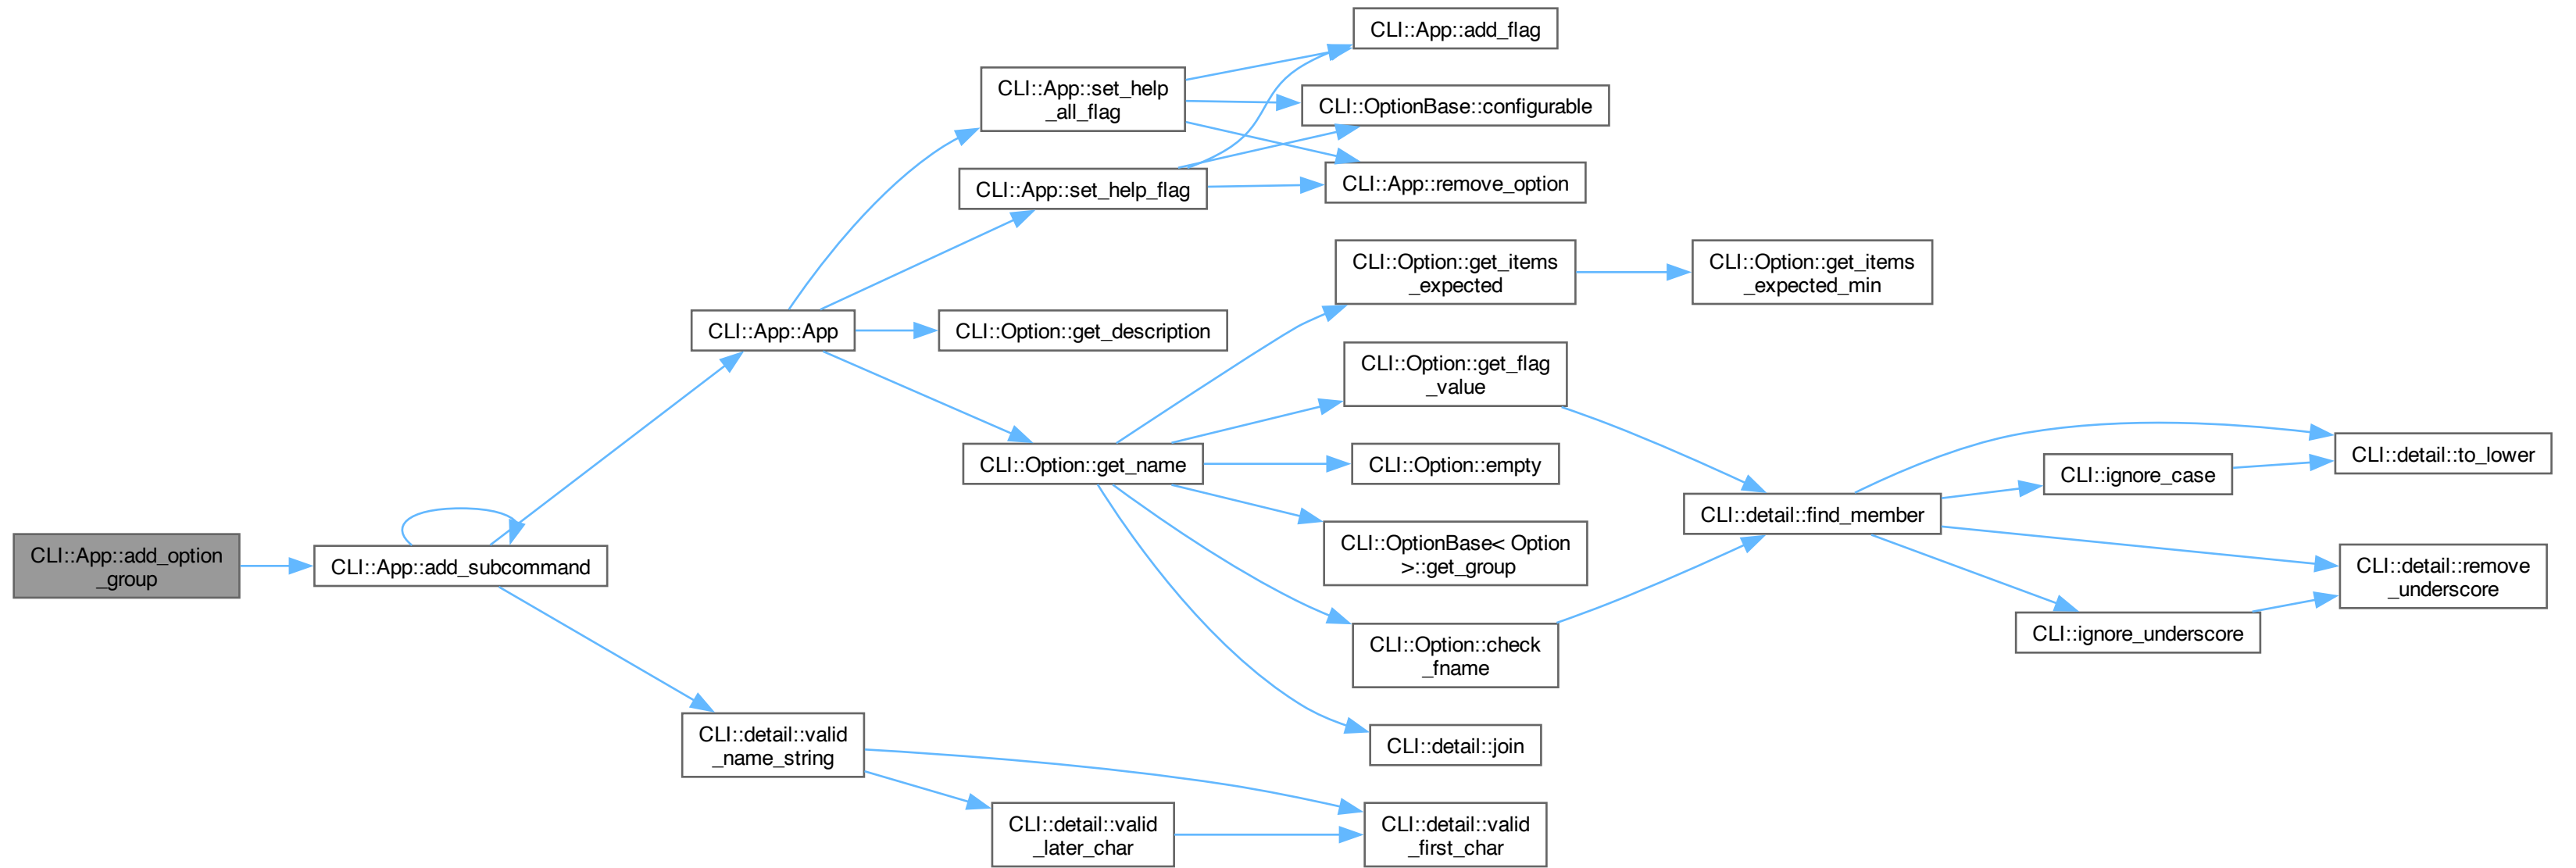 CLI::App::add_option
_group
CLI::App::add_subcommand
CLI::App::App
CLI::detail::valid
_name_string
CLI::App::set_help
_all_flag
CLI::App::set_help_flag
CLI::Option::get_description
CLI::Option::get_name
CLI::detail::valid
_later_char
CLI::App::add_flag
CLI::OptionBase::configurable
CLI::App::remove_option
CLI::Option::get_items
_expected
CLI::Option::get_flag
_value
CLI::Option::empty
CLI::OptionBase< Option
>::get_group
CLI::Option::check
_fname
CLI::detail::join
CLI::detail::valid
_first_char
CLI::Option::get_items
_expected_min
CLI::detail::find_member
CLI::ignore_case
CLI::ignore_underscore
CLI::detail::to_lower
CLI::detail::remove
_underscore